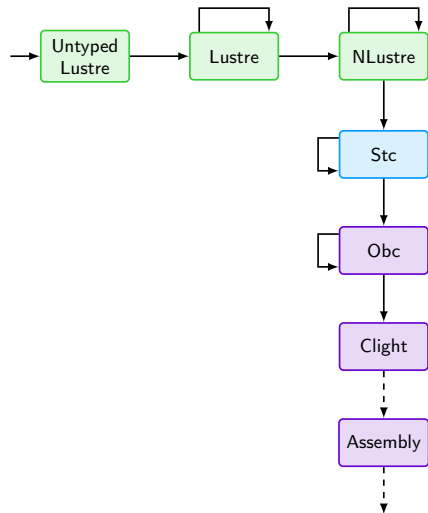 Untyped
Lustre
Lustre
NLustre
Stc
Obc
Clight
Assembly